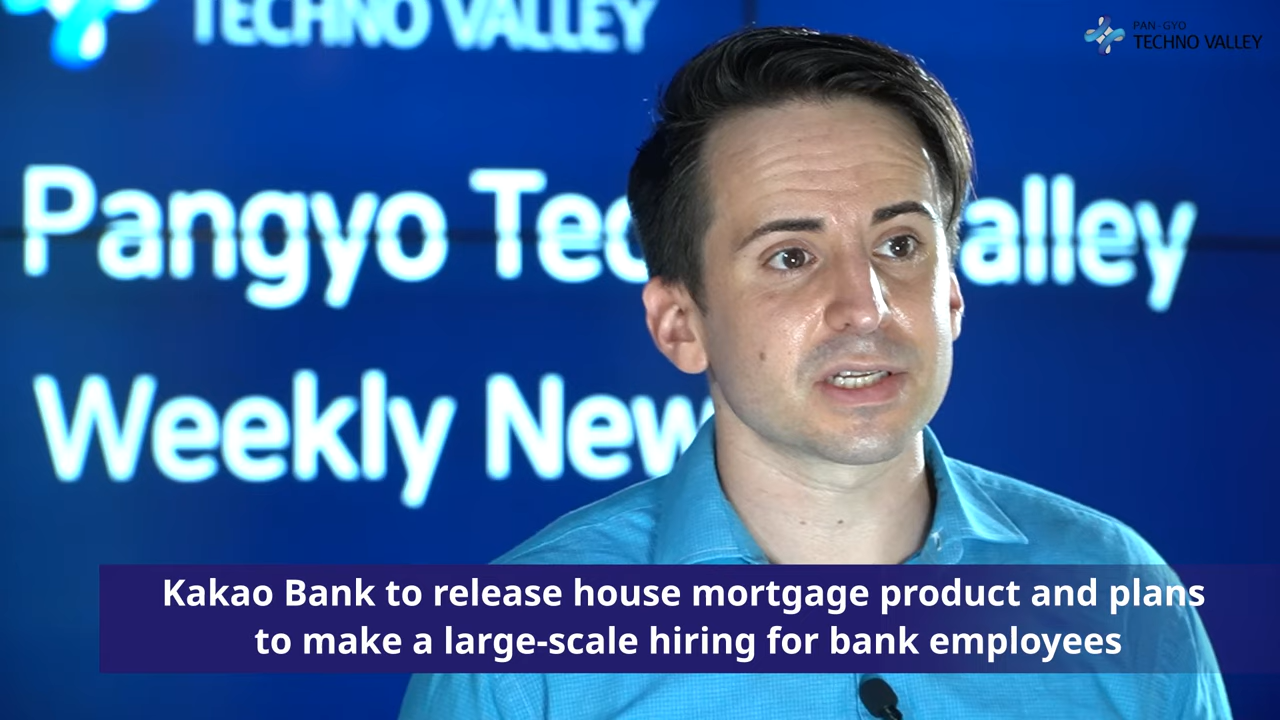 TECHNO VALLEY
PAN-GYO
TECHNO VALLEY
Pangyo Tec alley
Weekly New
Kakao Bank to release house mortgage product and plans
to make a large-scale hiring for bank employees